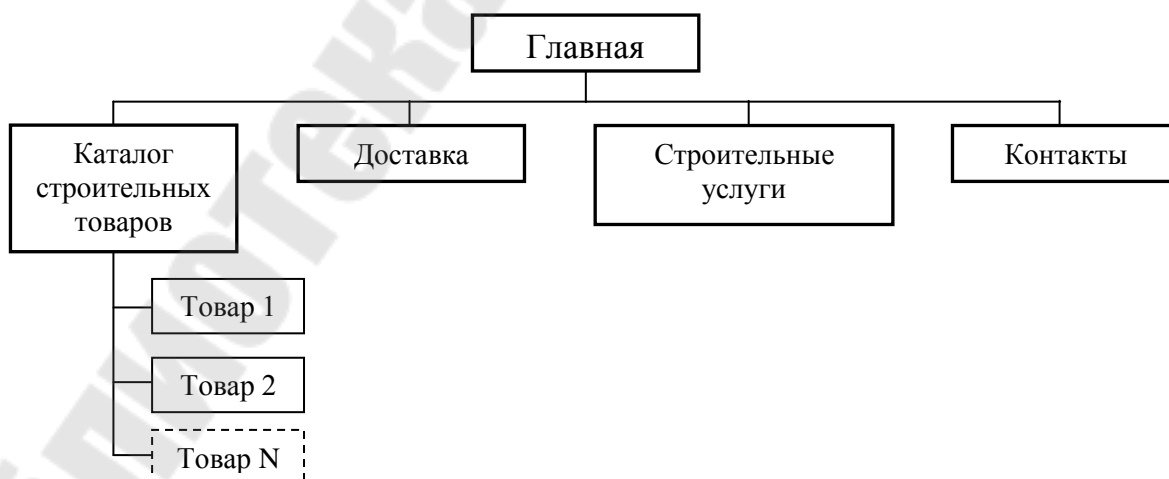 Главная
Каталог
строительных
товаров
Доставка
Строительные
услуги
Контакты
Товар 1
Товар 2
Товар N